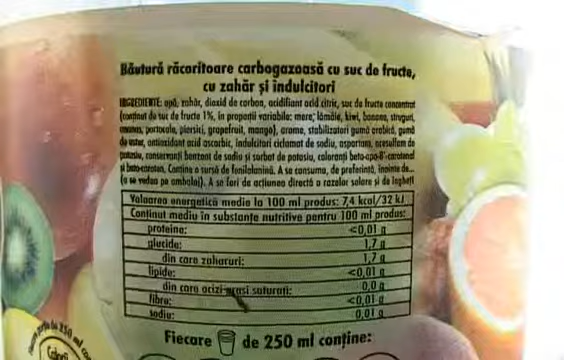 Băutură răcoritoare carbogazoasă cu suc de fructe,
cu zahăr și îndulcitori
INGREDIENTE: apă, zahăr, dioxid de carbon, acidifiant acid citric, suc de fructe concentrat
(conținut de suc de fructe 1%, în proporții variabile: mere, lămâie, kiwi, banane, struguri,
ananas, portocale, piersici, grapefruit, mango), arome, stabilizatori gumă arabică, gumă
de ester, antioxidant acid ascorbic, îndulcitori ciclamat de sodiu, aspartam, acesulfam de
potasiu, conservanți benzoat de sodiu și sorbat de potasiu, coloranți beta-apo-8'-carotenal
și beta-caroten. Conține o sursă de fenilalanină. A se consuma, de preferință, înainte de...
(a se vedea pe ambalaj). A se feri de acțiunea directă a razelor solare și de îngheț
Valoarea energetică medie la 100 ml produs: 7,4 kcal/32 kJ
Conținut mediu în substanțe nutritive pentru 100 ml produs:
proteine: <0,01 g
glucide: 1,7 g
din care zaharuri: 1,7 g
lipide: <0,01 g
din care acizi grași saturați: 0,0 g
fibre: <0,01 g
sodiu: 0,01 g
Fiecare de 250 ml conține:
de 250 ml
Calorii